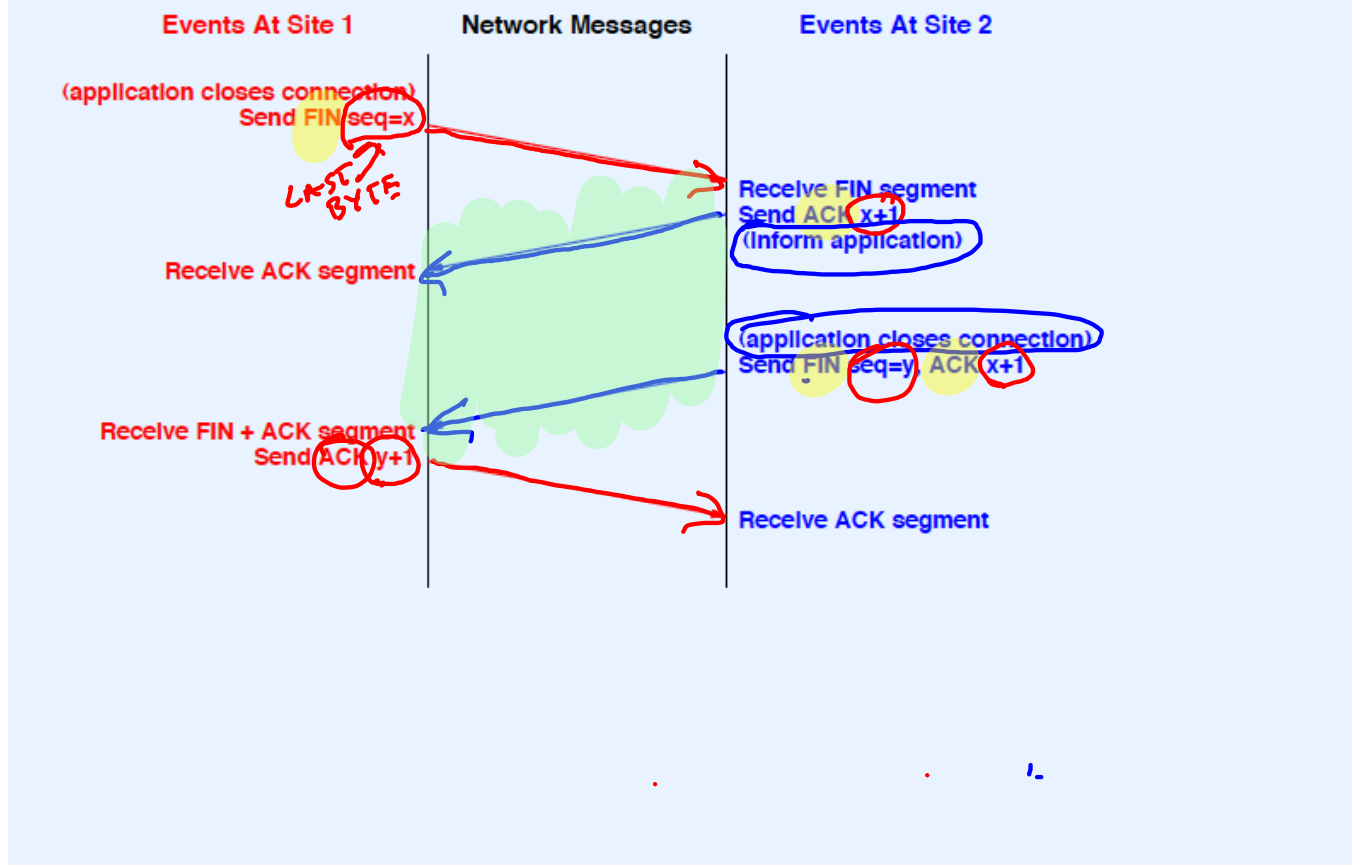 Events At Site 1
Network Messages
Events At Site 2
(application closes connection)
Send FIN seq=x
LAST
BYTE
Receive FIN segment
Send ACK x+1
(inform application)
Receive ACK segment
(application closes connection)
Send FIN seq=y, ACK x+1
Receive FIN + ACK segment
Send ACK y+1
Receive ACK segment